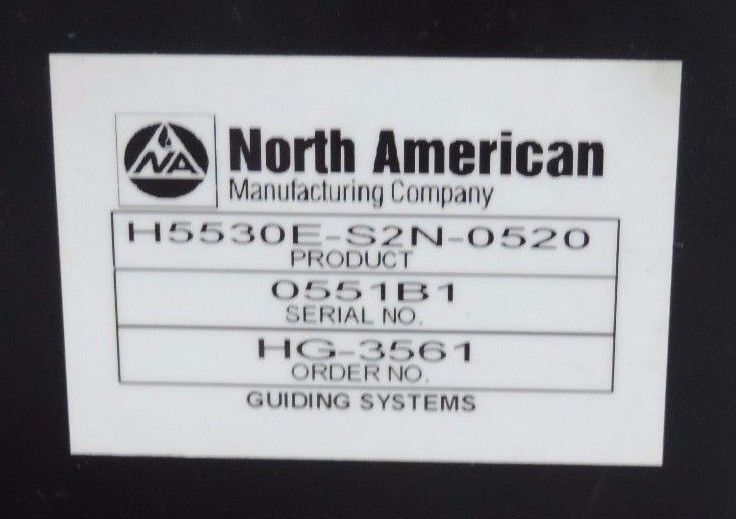 NA
North American
Manufacturing Company
H5530E-S2N-0520
PRODUCT
0551B1
SERIAL NO.
HG-3561
ORDER NO.
GUIDING SYSTEMS